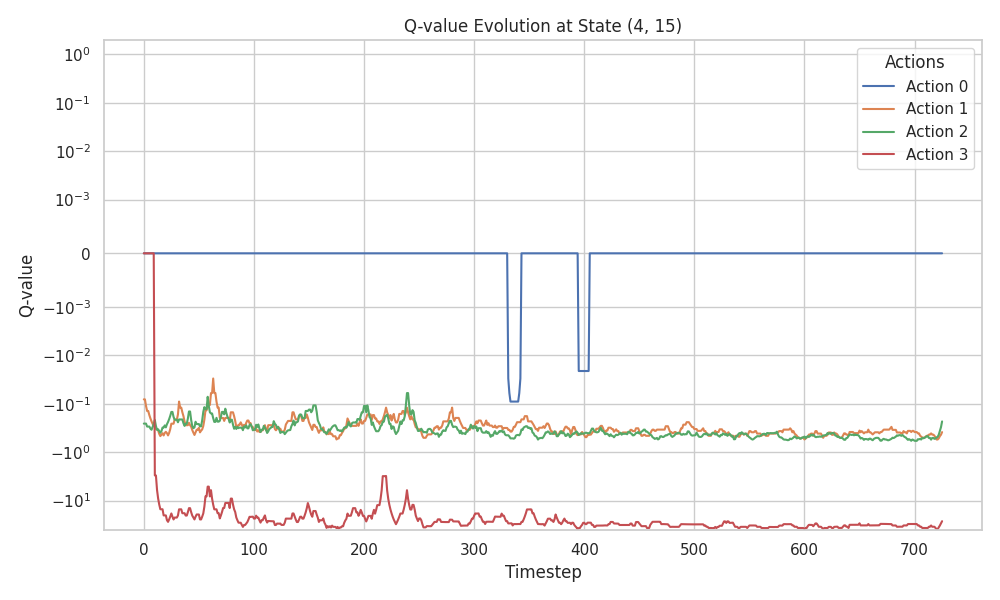 Q-value Evolution at State (4, 15)
Q-value
10⁰
10⁻¹
10⁻²
10⁻³
0
−10⁻³
−10⁻²
−10⁻¹
−10⁰
−10¹
Actions
Action 0
Action 1
Action 2
Action 3
0 100 200 300 400 500 600 700
Timestep